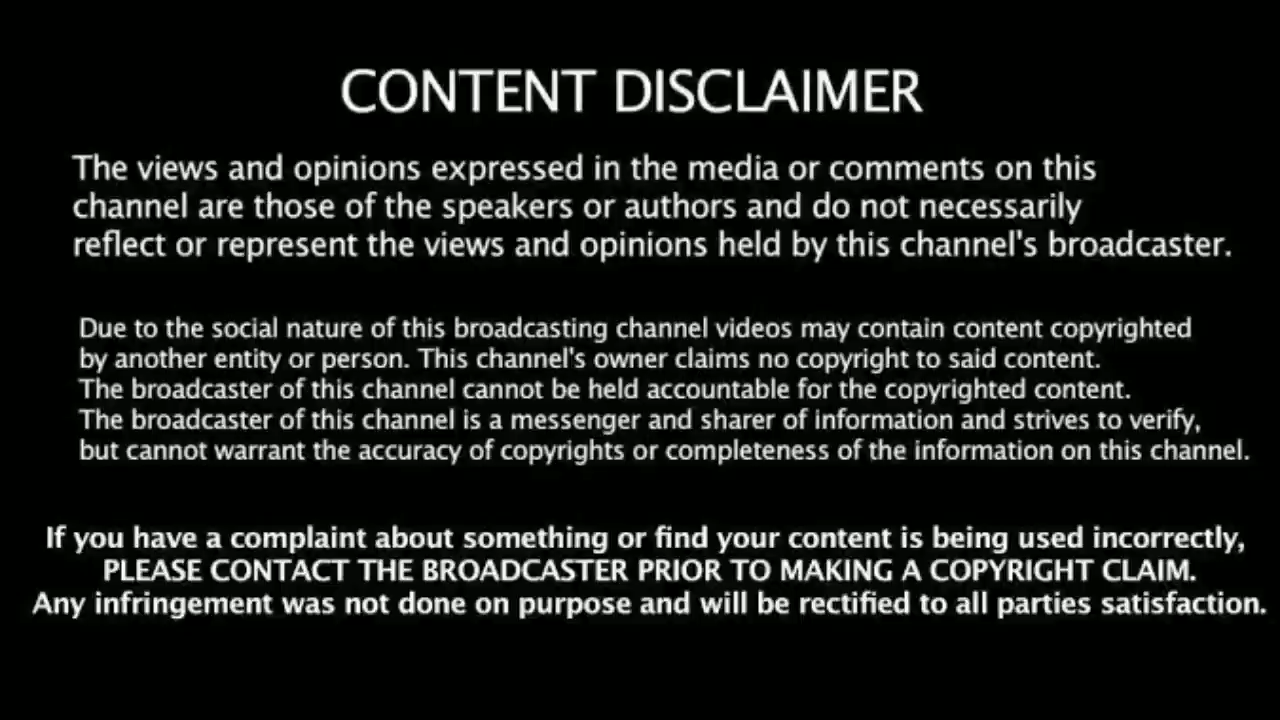 CONTENT DISCLAIMER
The views and opinions expressed in the media or comments on this
channel are those of the speakers or authors and do not necessarily
reflect or represent the views and opinions held by this channel's broadcaster.
Due to the social nature of this broadcasting channel videos may contain content copyrighted
by another entity or person. This channel's owner claims no copyright to said content.
The broadcaster of this channel cannot be held accountable for the copyrighted content.
The broadcaster of this channel is a messenger and sharer of information and strives to verify,
but cannot warrant the accuracy of copyrights or completeness of the information on this channel.
If you have a complaint about something or find your content is being used incorrectly,
PLEASE CONTACT THE BROADCASTER PRIOR TO MAKING A COPYRIGHT CLAIM.
Any infringement was not done on purpose and will be rectified to all parties satisfaction.